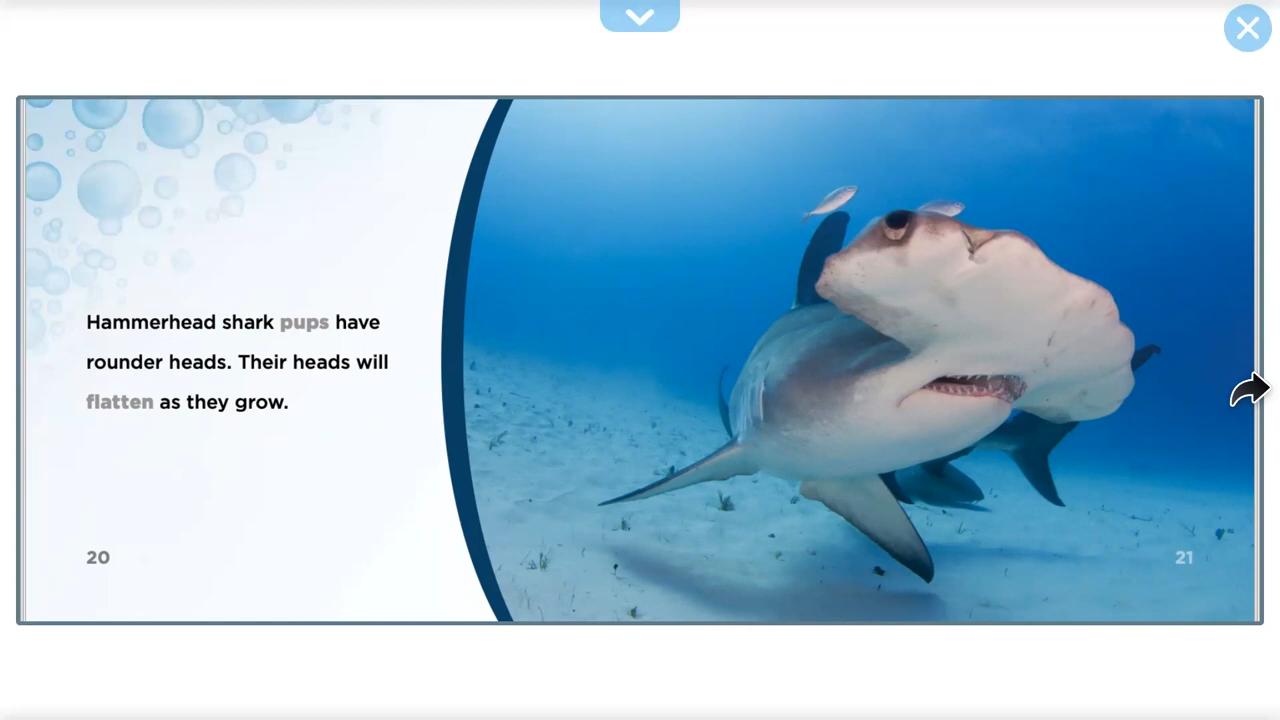 Hammerhead shark pups have
rounder heads. Their heads will
flatten as they grow.
20
21